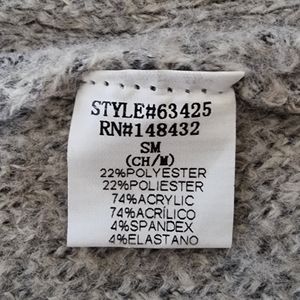 STYLE#63425
RN#148432
SM
(CH/M)
22%POLYESTER
22%POLIESTER
74%ACRYLIC
74%ACRÍLICO
4%SPANDEX
4%ELASTANO